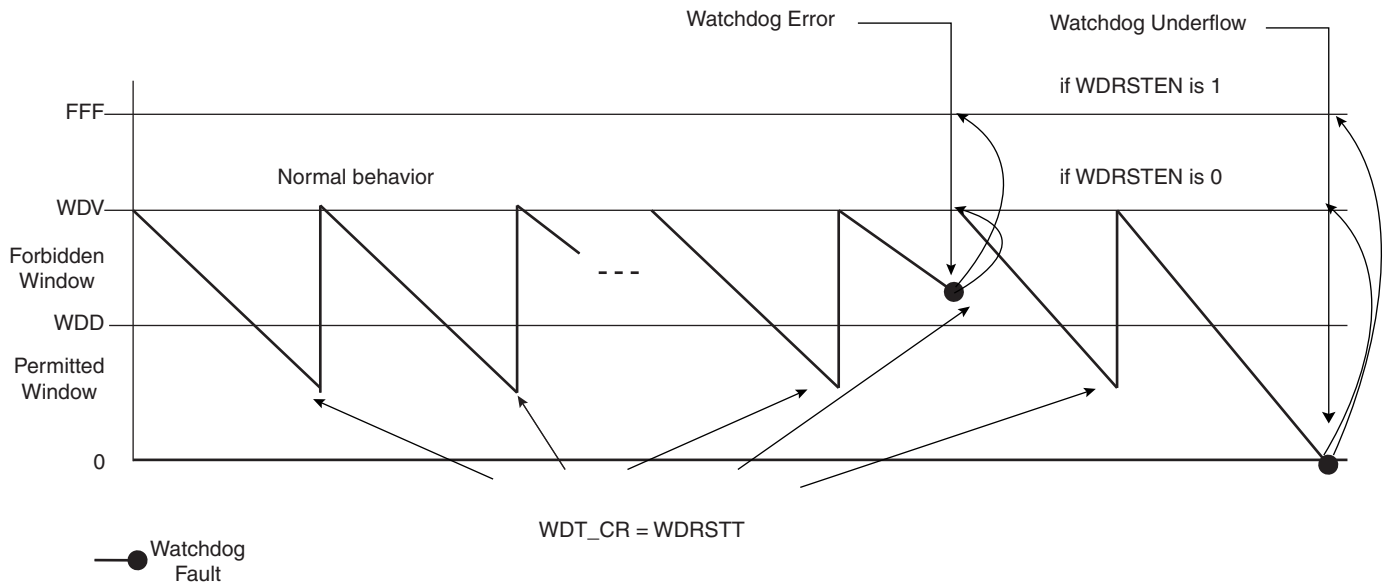 Watchdog Error
Watchdog Underflow
if WDRSTEN is 1
FFF
Normal behavior
if WDRSTEN is 0
WDV
Forbidden
Window
WDD
Permitted
Window
0
WDT_CR = WDRSTT
Watchdog
Fault